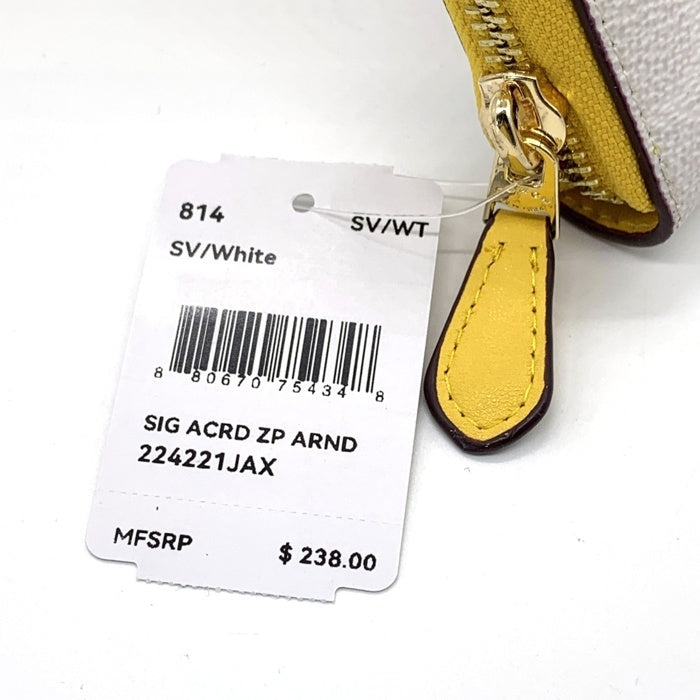 814
SV/WT
SV/White
8 80670 75434 8
SIG ACRD ZP ARND
224221JAX
MFSRP $ 238.00